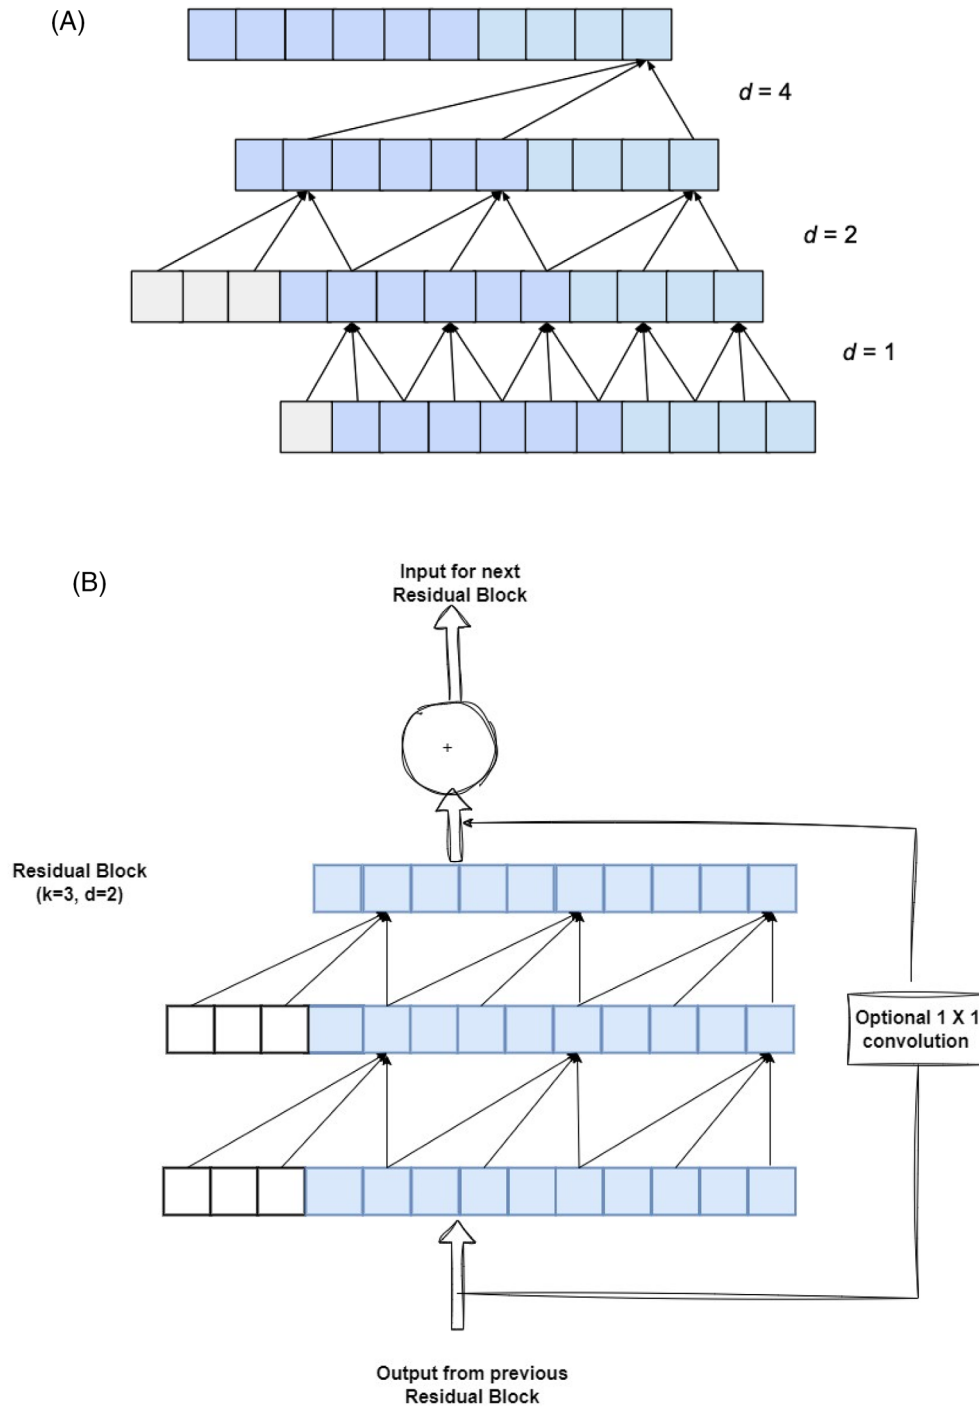 (A)
d = 4
d = 2
d = 1
(B)
Input for next
Residual Block
+
Residual Block
(k=3, d=2)
Optional 1 X 1
convolution
Output from previous
Residual Block